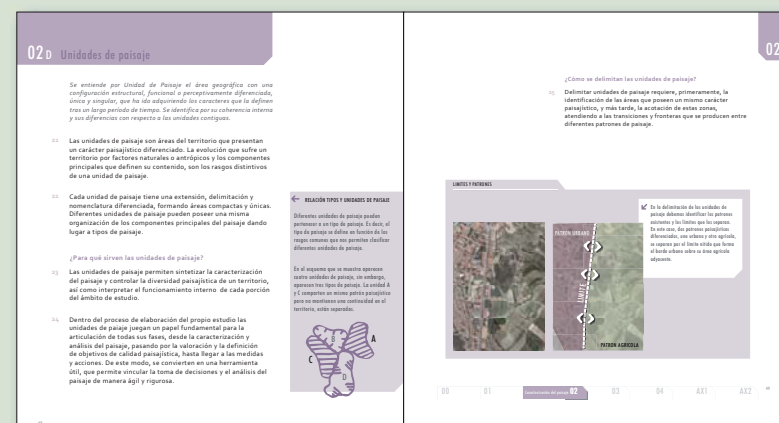 02 D Unidades de paisaje
Se entiende por Unidad de Paisaje el área geográfica con una
configuración estructural, funcional o perceptivamente diferenciada,
única y singular, que ha ido adquiriendo los caracteres que la definen
tras un largo período de tiempo. Se identifica por su coherencia interna
y sus diferencias con respecto a las unidades contiguas.
Las unidades de paisaje son áreas del territorio que presentan
un carácter paisajístico diferenciado. La evolución que sufre un
territorio por factores naturales o antrópicos y los componentes
principales que definen su contenido, son los rasgos distintivos
de una unidad de paisaje.
Cada unidad de paisaje tiene una extensión, delimitación y
nomenclatura diferenciada, formando áreas compactas y únicas.
Diferentes unidades de paisaje pueden poseer una misma
organización de los componentes principales del paisaje dando
lugar a tipos de paisaje.
¿Para qué sirven las unidades de paisaje?
23 Las unidades de paisaje permiten sintetizar la caracterización
del paisaje y controlar la diversidad paisajística de un territorio,
así como interpretar el funcionamiento interno de cada porción
del ámbito de estudio.
24 Dentro del proceso de elaboración del propio estudio las
unidades de paiaje juegan un papel fundamental para la
articulación de todas sus fases, desde la caracterización y
análisis del paisaje, pasando por la valoración y la definición
de objetivos de calidad paisajística, hasta llegar a las medidas
y acciones. De este modo, se convierten en una herramienta
útil, que permite vincular la toma de decisiones y el análisis del
paisaje de manera ágil y rigurosa.
RELACIÓN TIPOS Y UNIDADES DE PAISAJE
Diferentes unidades de paisaje pueden
pertenecer a un tipo de paisaje. Es decir, el
tipo de paisaje se define en función de los
rasgos comunes que nos permiten clasificar
diferentes unidades de paisaje.
En el esquema que se muestra aparecen
cuatro unidades de paisaje, sin embargo,
aparecen tres tipos de paisaje. La unidad A
y C comparten un mismo patrón paisajístico
pero no mantienen una continuidad en el
territorio, están separadas.
A
B
C
D
02
¿Cómo se delimitan las unidades de paisaje?
Delimitar unidades de paisaje requiere, primeramente, la
identificación de las áreas que poseen un mismo carácter
paisajístico, y más tarde, la acotación de estas zonas,
atendiendo a las transiciones y fronteras que se producen entre
diferentes patrones de paisaje.
LIMITES Y PATRONES
En la delimitación de las unidades de
paisaje debemos identificar los patrones
existentes y los límites que los separan.
En este caso, dos patrones paisajísticos
diferenciados, uno urbano y otro agrícola,
se separan por el límite nítido que forma
el borde urbano sobre su área agrícola
adyacente.
PATRÓN URBANO
LÍMITE
PATRÓN AGRÍCOLA
00 01 Caracterización del paisaje 02 03 04 AX1 AX2